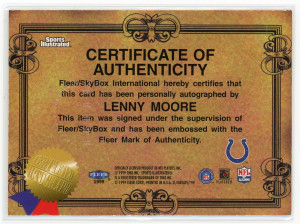 Sports Illustrated
CERTIFICATE OF
AUTHENTICITY
Fleer/SkyBox International hereby certifies that
this card has been personally autographed by
LENNY MOORE
This item was signed under the supervision of
Fleer/SkyBox and has been embossed with the
Fleer Mark of Authenticity.
FLEER